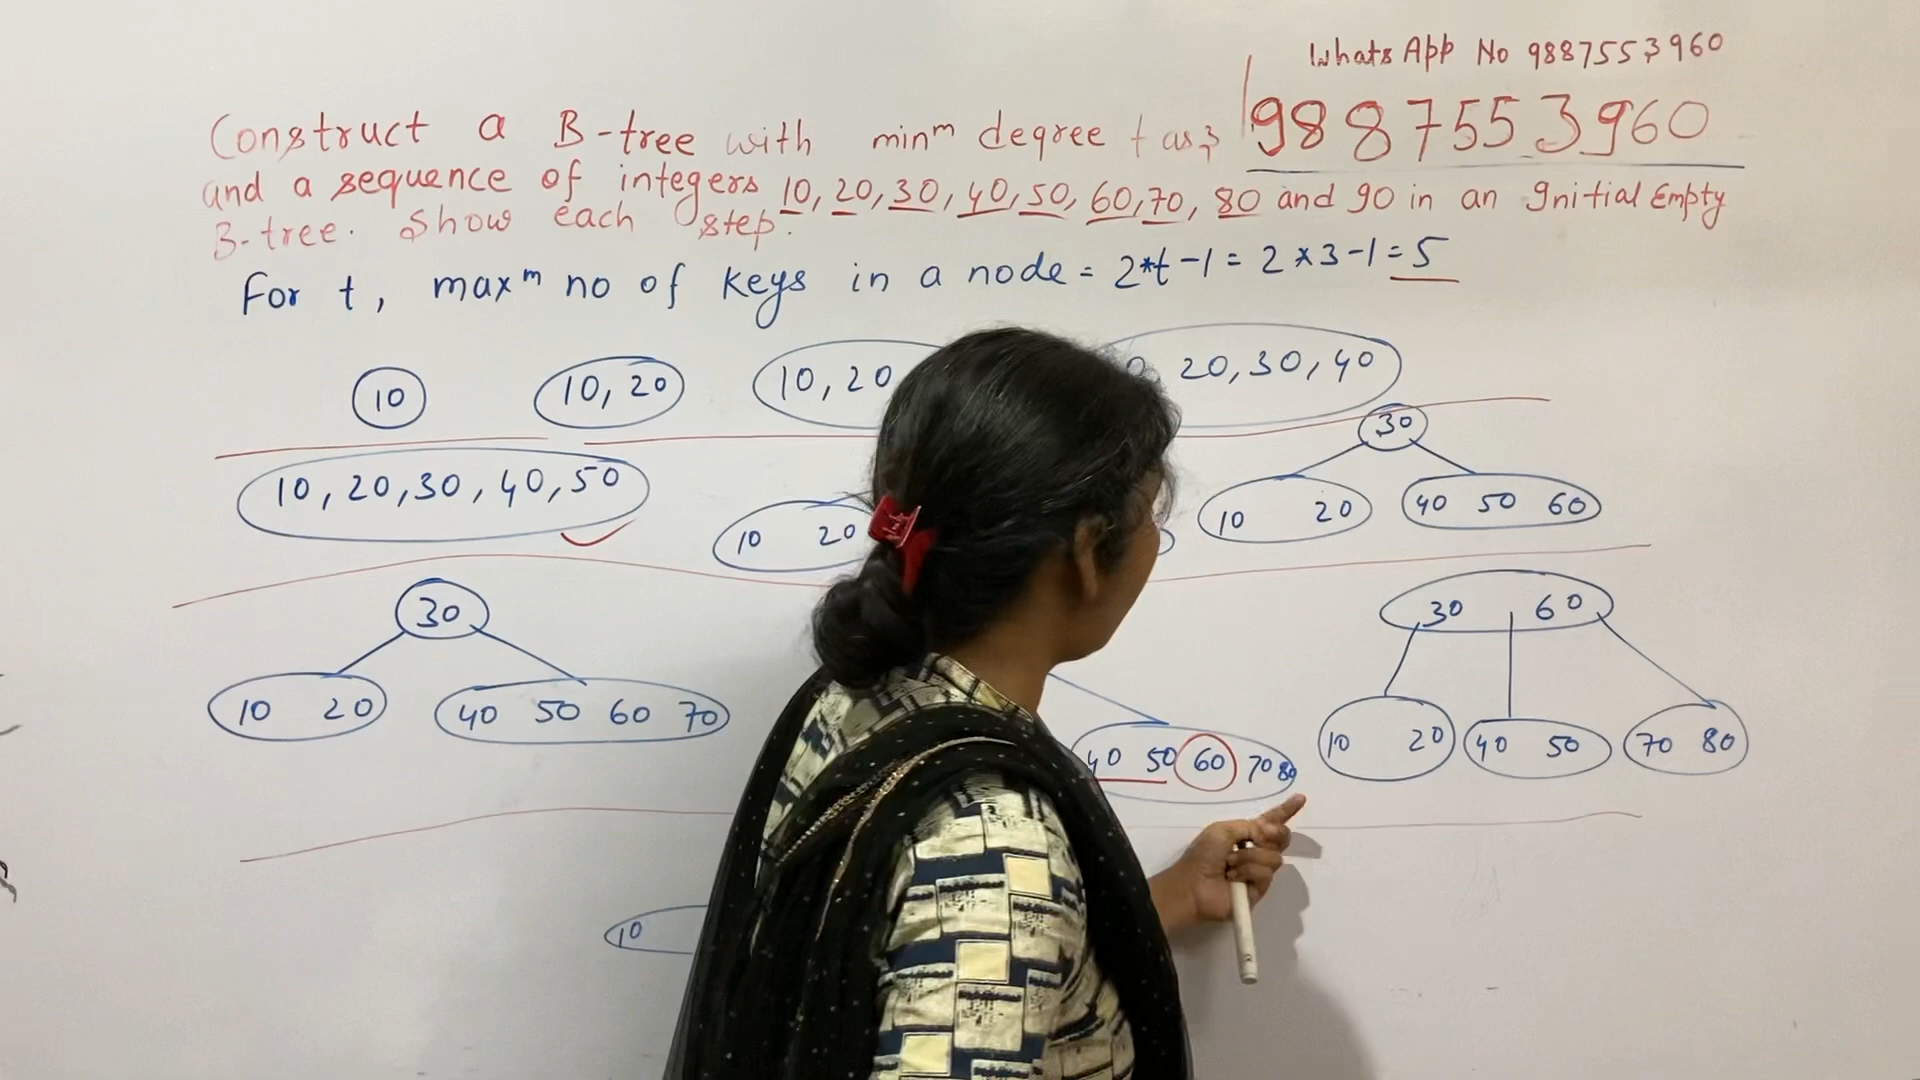 WhatsApp No 9887553960
9887553960
Construct a B-tree with minᵐ degree t as 3
and a sequence of integers 10, 20, 30, 40, 50, 60, 70, 80 and 90 in an Initial Empty
B-tree. Show each step.
For t, maxᵐ no of keys in a node = 2*t-1 = 2×3-1 = 5
10
10, 20
10, 20
20, 30, 40
10, 20, 30, 40, 50
10 20
30
10 20
40 50 60
30
10 20
40 50 60 70
40 50 60 70 80
30 60
10 20
40 50
70 80
10